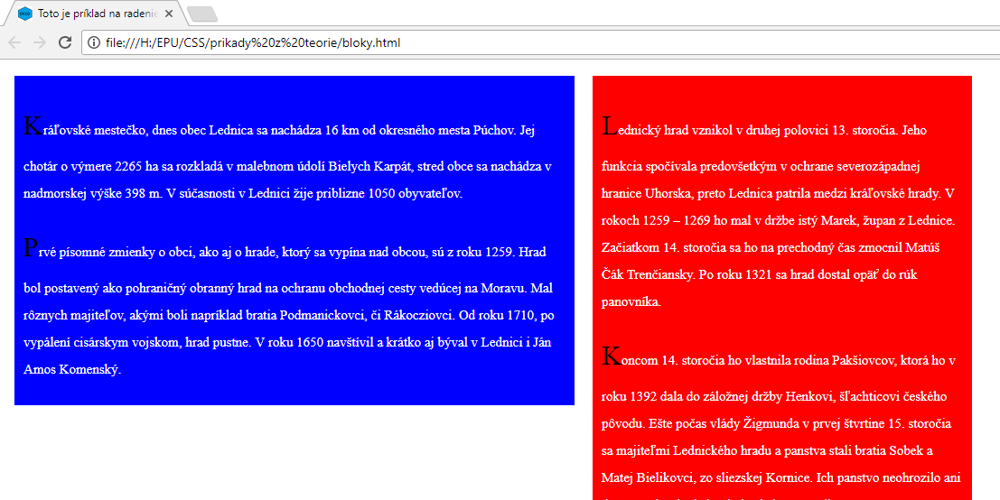 Toto je príklad na radenie
file:///H:/EPU/CSS/prikady%20z%20teorie/bloky.html
Kráľovské mestečko, dnes obec Lednica sa nachádza 16 km od okresného mesta Púchov. Jej
chotár o výmere 2265 ha sa rozkladá v malebnom údolí Bielych Karpát, stred obce sa nachádza v
nadmorskej výške 398 m. V súčasnosti v Lednici žije priblizne 1050 obyvateľov.
Prvé písomné zmienky o obci, ako aj o hrade, ktorý sa vypína nad obcou, sú z roku 1259. Hrad
bol postavený ako pohraničný obranný hrad na ochranu obchodnej cesty vedúcej na Moravu. Mal
rôznych majiteľov, akými boli napríklad bratia Podmanickovci, či Rákocziovci. Od roku 1710, po
vypálení cisárskym vojskom, hrad pustne. V roku 1650 navštívil a krátko aj býval v Lednici i Ján
Amos Komenský.
Lednický hrad vznikol v druhej polovici 13. storočia. Jeho
funkcia spočívala predovšetkým v ochrane severozápadnej
hranice Uhorska, preto Lednica patrila medzi kráľovské hrady. V
rokoch 1259 – 1269 ho mal v držbe istý Marek, župan z Lednice.
Začiatkom 14. storočia sa ho na prechodný čas zmocnil Matúš
Čák Trenčiansky. Po roku 1321 sa hrad dostal opäť do rúk
panovníka.
Koncom 14. storočia ho vlastnila rodina Pakšiovcov, ktorá ho v
roku 1392 dala do záložnej držby Henkovi, šľachticovi českého
pôvodu. Ešte počas vlády Žigmunda v prvej štvrtine 15. storočia
sa majiteľmi Lednického hradu a panstva stali bratia Sobek a
Matej Bielikovci, zo sliezskej Kornice. Ich panstvo neohrozilo ani